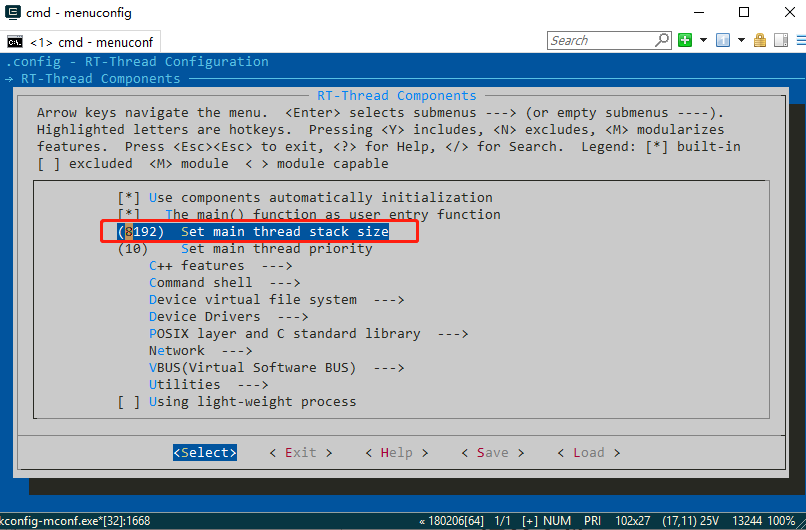 cmd - menuconfig
<1> cmd - menuconf
Search
.config - RT-Thread Configuration
→ RT-Thread Components
RT-Thread Components
Arrow keys navigate the menu. <Enter> selects submenus ---> (or empty submenus ----).
Highlighted letters are hotkeys. Pressing <Y> includes, <N> excludes, <M> modularizes
features. Press <Esc><Esc> to exit, <?> for Help, </> for Search. Legend: [*] built-in
[ ] excluded <M> module < > module capable
[*] Use components automatically initialization
[*] The main() function as user entry function
(8192) Set main thread stack size
(10) Set main thread priority
C++ features --->
Command shell --->
Device virtual file system --->
Device Drivers --->
POSIX layer and C standard library --->
Network --->
VBUS(Virtual Software BUS) --->
Utilities --->
[ ] Using light-weight process
<Select> < Exit > < Help > < Save > < Load >
kconfig-mconf.exe*[32]:1668 « 180206[64] 1/1 [+] NUM PRI 102x27 (17,11) 25V 13244 100%